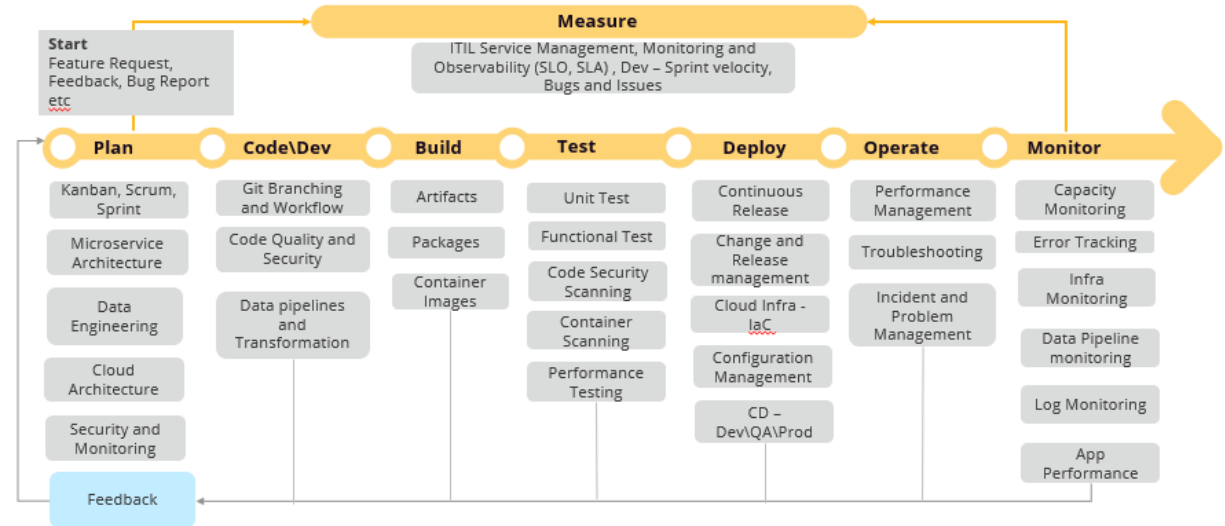 Measure
ITIL Service Management, Monitoring and
Observability (SLO, SLA) , Dev – Sprint velocity,
Bugs and Issues
Start
Feature Request,
Feedback, Bug Report
etc
Plan
Code\Dev
Build
Test
Deploy
Operate
Monitor
Kanban, Scrum,
Sprint
Microservice
Architecture
Data
Engineering
Cloud
Architecture
Security and
Monitoring
Feedback
Git Branching
and Workflow
Code Quality and
Security
Data pipelines
and
Transformation
Artifacts
Packages
Container
Images
Unit Test
Functional Test
Code Security
Scanning
Container
Scanning
Performance
Testing
Continuous
Release
Change and
Release
management
Cloud Infra -
IaC
Configuration
Management
CD –
Dev\QA\Prod
Performance
Management
Troubleshooting
Incident and
Problem
Management
Capacity
Monitoring
Error Tracking
Infra
Monitoring
Data Pipeline
monitoring
Log Monitoring
App
Performance